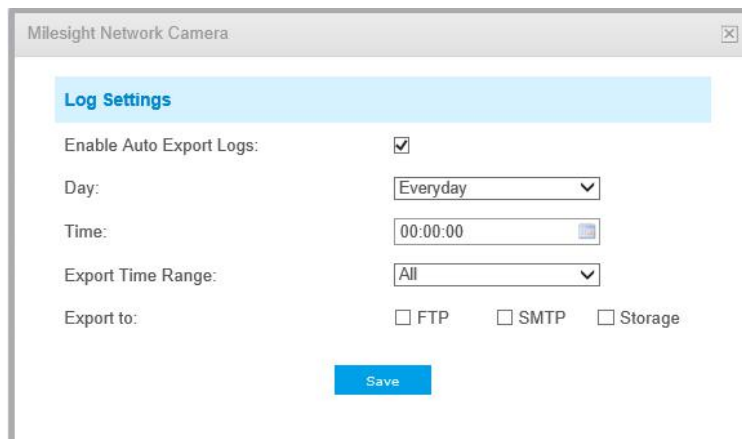 Milesight Network Camera
Log Settings
Enable Auto Export Logs:
Day: Everyday
Time: 00:00:00
Export Time Range: All
Export to: FTP SMTP Storage
Save